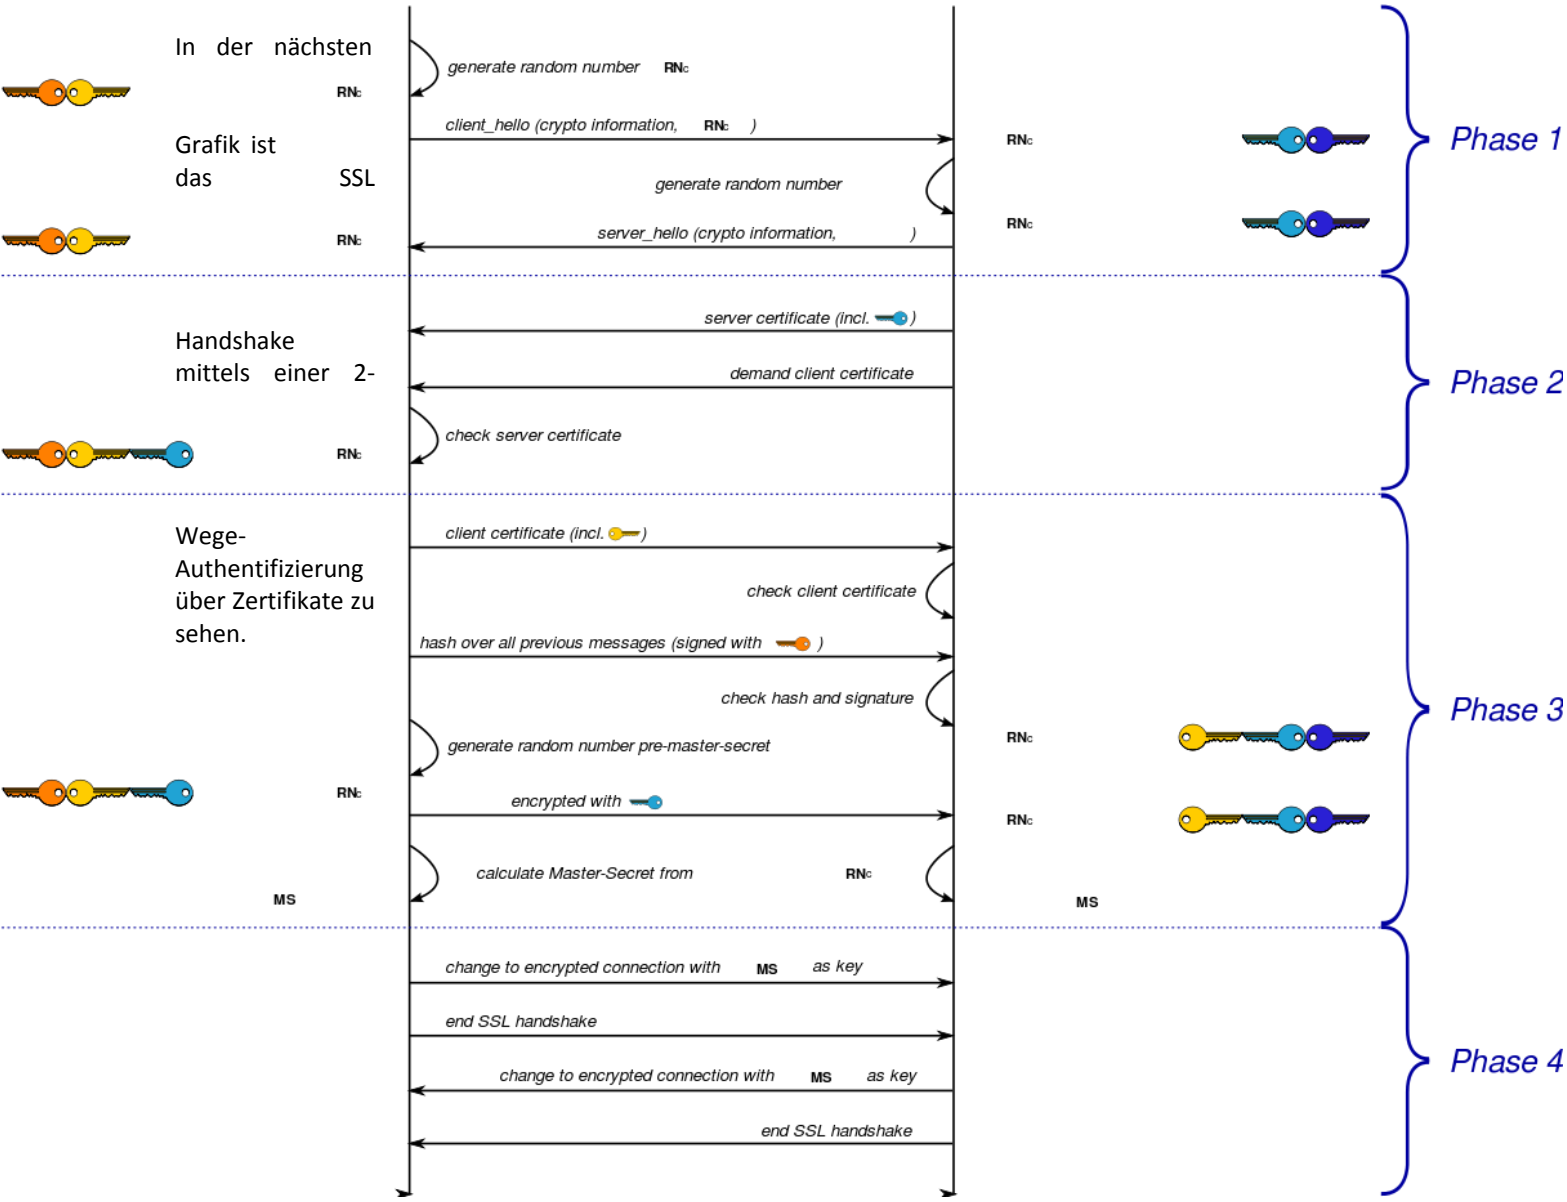 In der nächsten
generate random number RNc
RNc
client_hello (crypto information, RNc )
RNc
Phase 1
Grafik ist
das SSL
generate random number
RNc
server_hello (crypto information, )
RNc
server certificate (incl. )
Handshake
mittels einer 2-
demand client certificate
Phase 2
check server certificate
RNc
client certificate (incl. )
Wege-
Authentifizierung
über Zertifikate zu
sehen.
check client certificate
hash over all previous messages (signed with )
check hash and signature
Phase 3
RNc
generate random number pre-master-secret
RNc
encrypted with
RNc
calculate Master-Secret from RNc
MS
MS
change to encrypted connection with MS as key
end SSL handshake
Phase 4
change to encrypted connection with MS as key
end SSL handshake